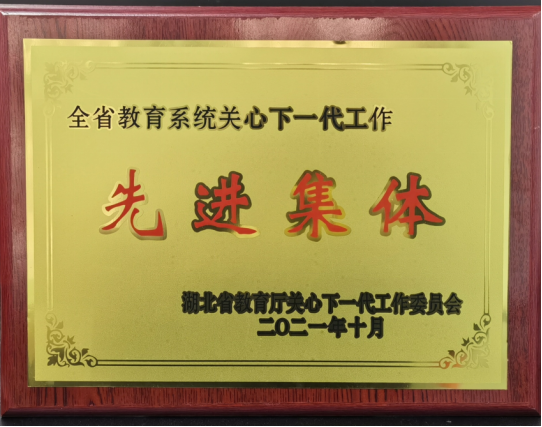 全省教育系统关心下一代工作
先进集体
湖北省教育厅关心下一代工作委员会
二〇二一年十月